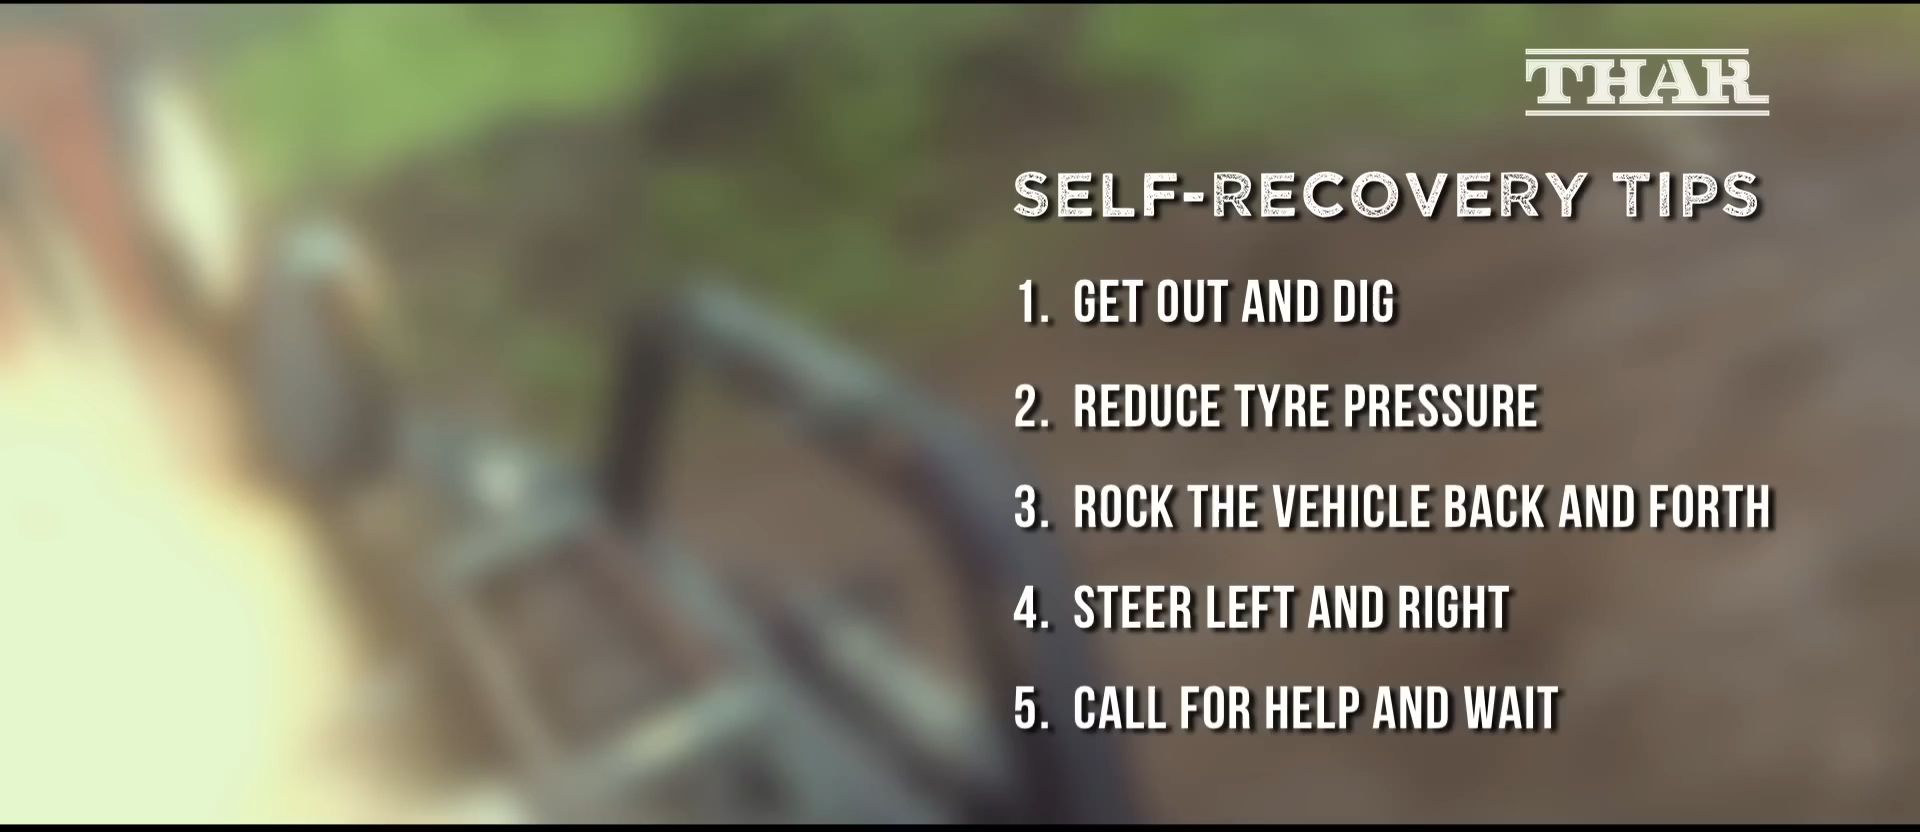 THAR
SELF-RECOVERY TIPS
1. GET OUT AND DIG
2. REDUCE TYRE PRESSURE
3. ROCK THE VEHICLE BACK AND FORTH
4. STEER LEFT AND RIGHT
5. CALL FOR HELP AND WAIT